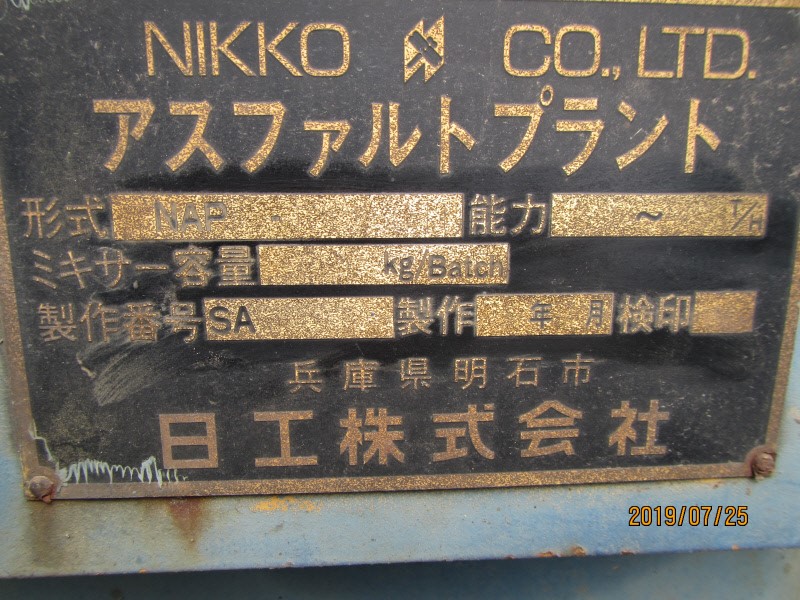 NIKKO CO., LTD.
アスファルトプラント
形式 NAP - 能力 ~ T/H
ミキサー容量 kg/Batch
製作番号 SA 製作 年 月 検印
兵庫県明石市
日工株式会社
2019/07/25